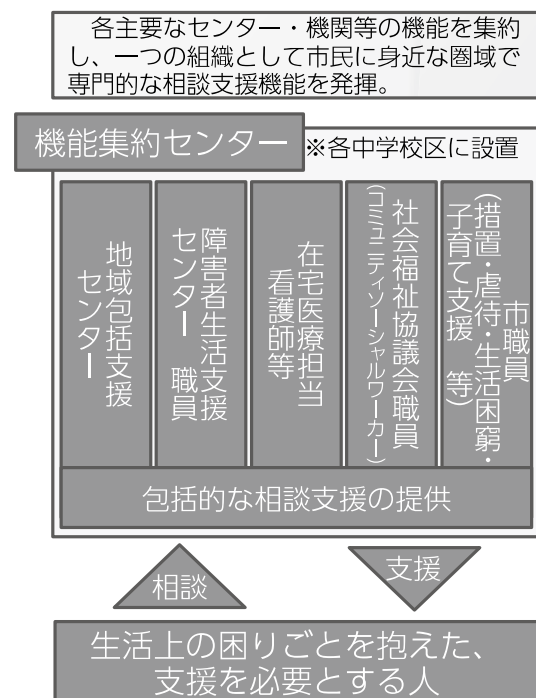 各主要なセンター・機関等の機能を集約
し、一つの組織として市民に身近な圏域で
専門的な相談支援機能を発揮。
機能集約センター
※各中学校区に設置
地域包括支援
センター
障害者生活支援
センター 職員
在宅医療担当
看護師等
社会福祉協議会職員
(コミュニティソーシャルワーカー)
市職員
(措置・虐待・生活困窮・
子育て支援 等)
包括的な相談支援の提供
相談
支援
生活上の困りごとを抱えた、
支援を必要とする人